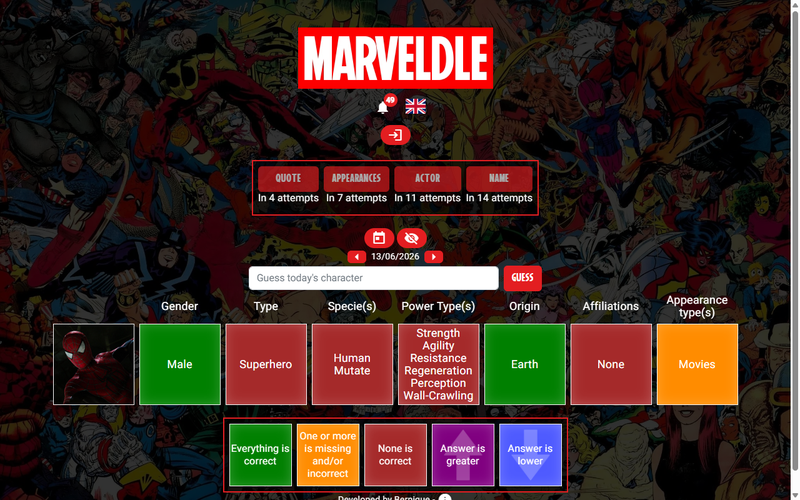 MARVELDLE
49
QUOTE APPEARANCES ACTOR NAME
In 4 attempts In 7 attempts In 11 attempts In 14 attempts
13/06/2026
Guess today's character GUESS
Gender Type Specie(s) Power Type(s) Origin Affiliations Appearance type(s)
Male
Superhero
Human
Mutate
Strength
Agility
Resistance
Regeneration
Perception
Wall-Crawling
Earth
None
Movies
Everything is
correct
One or more
is missing
and/or
incorrect
None is
correct
Answer is
greater
Answer is
lower
Developed by Bernique -